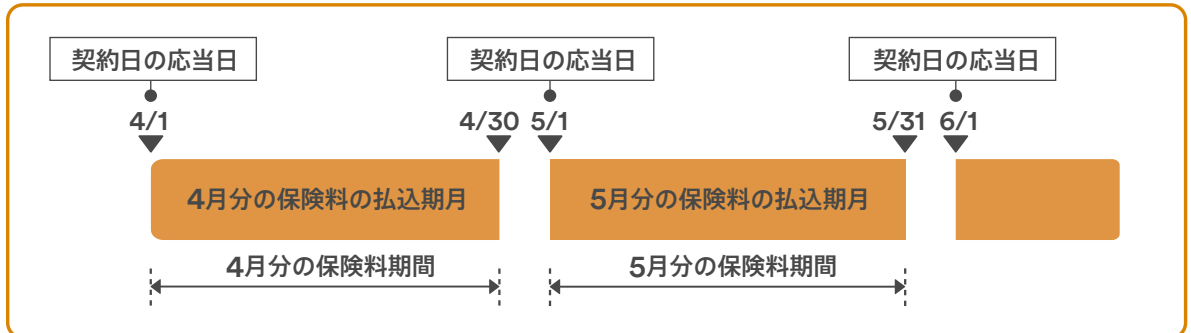 契約日の応当日 契約日の応当日 契約日の応当日
4/1 4/30 5/1 5/31 6/1
4月分の保険料の払込期月 5月分の保険料の払込期月
4月分の保険料期間 5月分の保険料期間